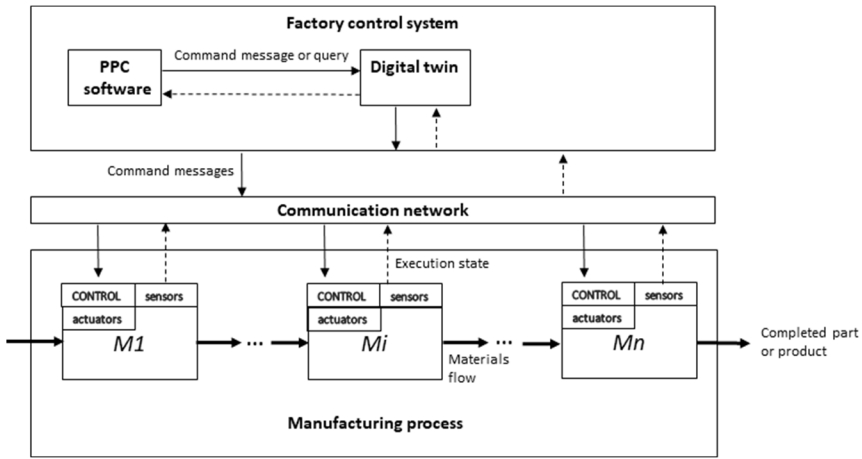 Factory control system
PPC
software
Command message or query
Digital twin
Command messages
Communication network
Execution state
CONTROL
sensors
actuators
M1
...
CONTROL
sensors
actuators
Mi
Materials
flow
...
CONTROL
sensors
actuators
Mn
Completed part
or product
Manufacturing process